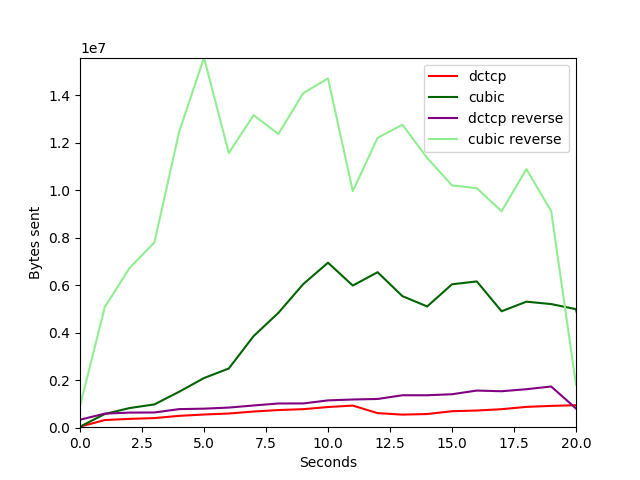 1e7
1.4
1.2
1.0
0.8
0.6
0.4
0.2
0.0
Bytes sent
dctcp
cubic
dctcp reverse
cubic reverse
0.0 2.5 5.0 7.5 10.0 12.5 15.0 17.5 20.0
Seconds